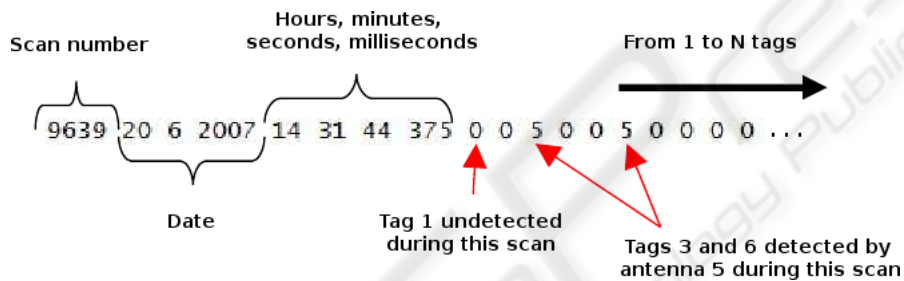 Hours, minutes,
seconds, milliseconds
Scan number
From 1 to N tags
9639 20 6 2007 14 31 44 375 0 0 5 0 0 5 0 0 0 0 ...
Date
Tag 1 undetected
during this scan
Tags 3 and 6 detected by
antenna 5 during this scan